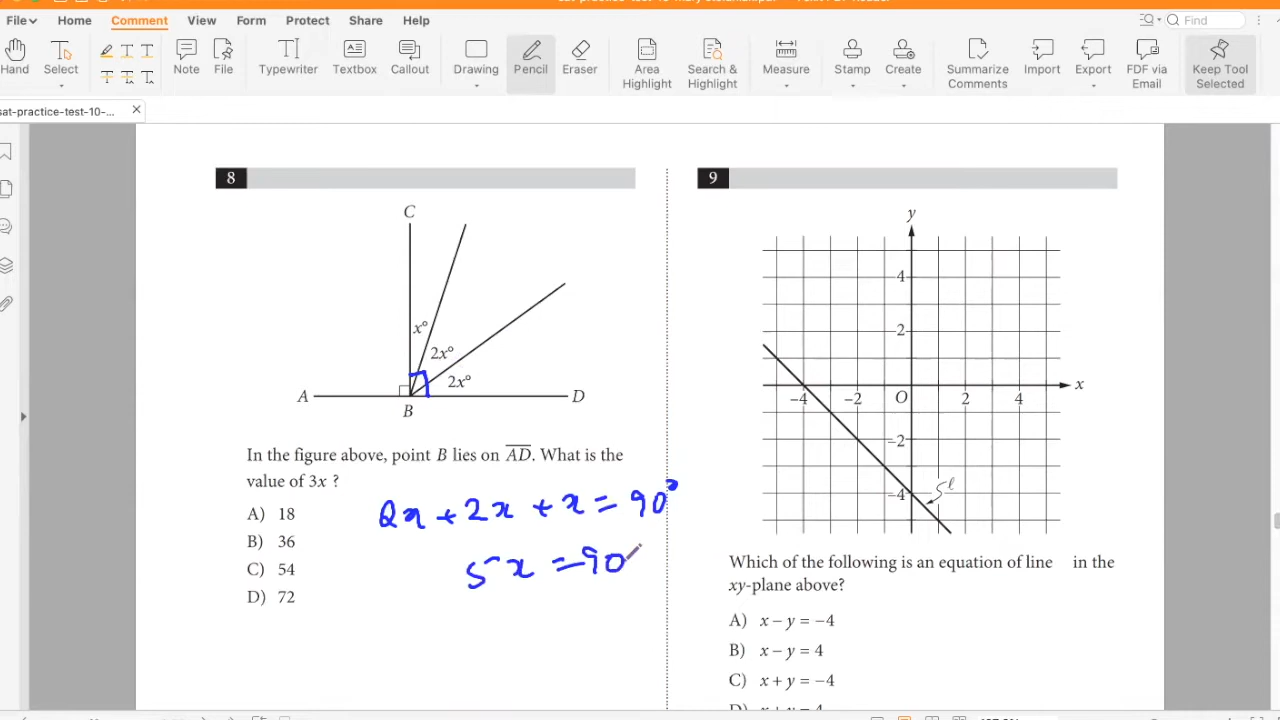 File Home Comment View Form Protect Share Help Find
Hand Select Note File Typewriter Textbox Callout Drawing Pencil Eraser Area Highlight Search & Highlight Measure Stamp Create Summarize Comments Import Export PDF via Email Keep Tool Selected
sat-practice-test-10-...
8
C
x°
2x°
2x°
A
B
D
In the figure above, point B lies on AD. What is the
value of 3x ?
2x + 2x + x = 90°
A) 18
B) 36
5x = 90
C) 54
D) 72
9
y
4
2
-4 -2 O 2 4 x
-2
-4
Which of the following is an equation of line in the
xy-plane above?
A) x − y = −4
B) x − y = 4
C) x + y = −4